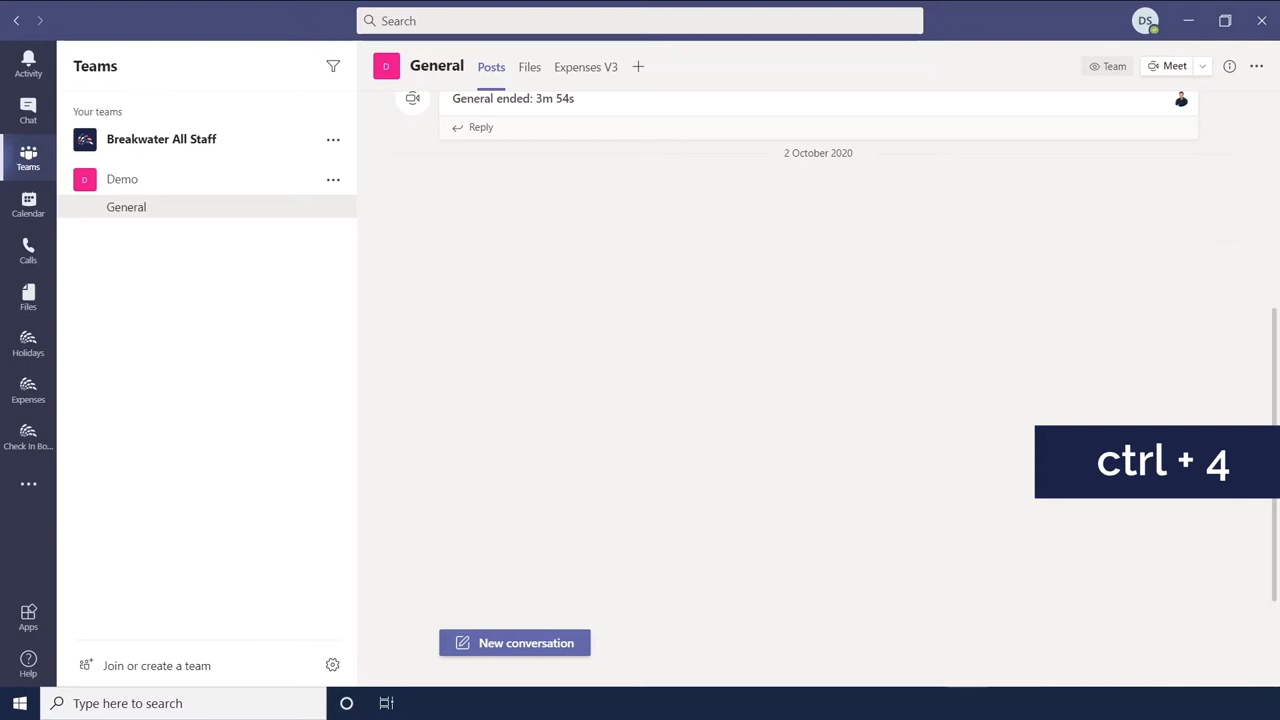 Search
DS
Activity
Chat
Teams
Calendar
Calls
Files
Holidays
Expenses
Check In Bo...
Apps
Help
Teams
Your teams
Breakwater All Staff
D
Demo
General
Join or create a team
D
General
Posts
Files
Expenses V3
Team
Meet
General ended: 3m 54s
Reply
2 October 2020
ctrl + 4
New conversation
Type here to search